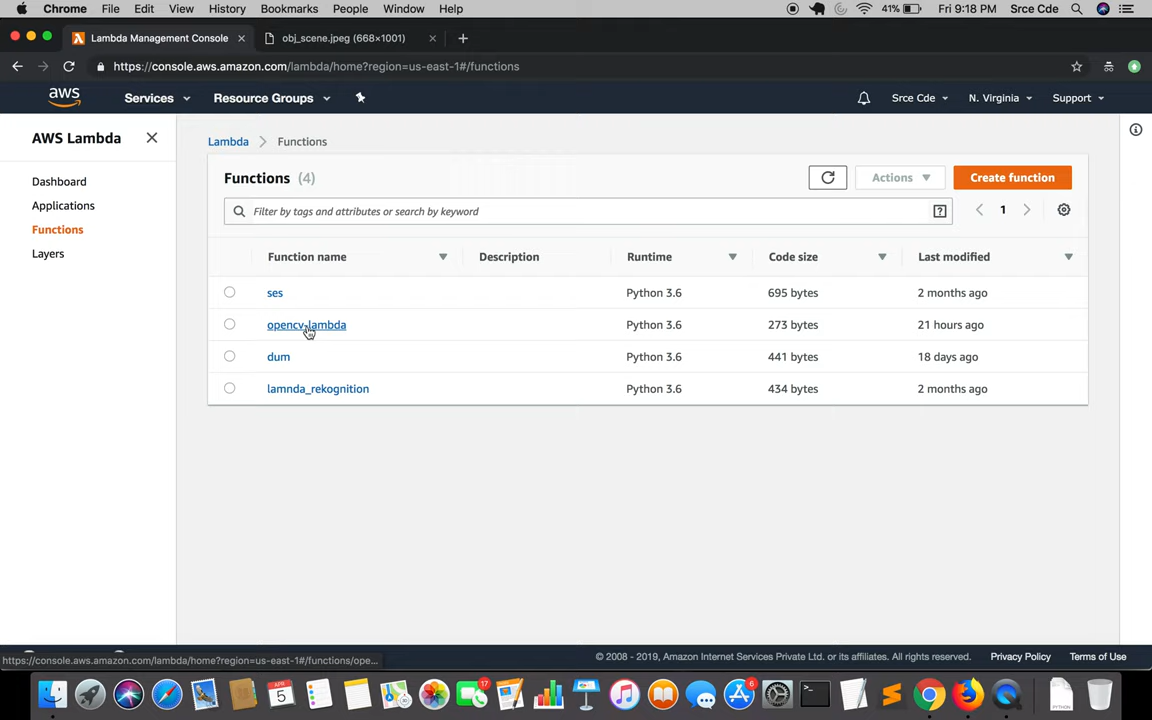 Chrome File Edit View History Bookmarks People Window Help 41% Fri 9:18 PM Srce Cde
Lambda Management Console obj_scene.jpeg (668×1001)
https://console.aws.amazon.com/lambda/home?region=us-east-1#/functions
aws Services Resource Groups Srce Cde N. Virginia Support
AWS Lambda
Dashboard
Applications
Functions
Layers
Lambda Functions
Functions (4) Actions Create function
Filter by tags and attributes or search by keyword ? 1
Function name Description Runtime Code size Last modified
ses Python 3.6 695 bytes 2 months ago
opencv-lambda Python 3.6 273 bytes 21 hours ago
dum Python 3.6 441 bytes 18 days ago
lamnda_rekognition Python 3.6 434 bytes 2 months ago
https://console.aws.amazon.com/lambda/home?region=us-east-1#/functions/ope...
© 2008 - 2019, Amazon Internet Services Private Ltd. or its affiliates. All rights reserved. Privacy Policy Terms of Use
APR
5
17
6
PYTHON